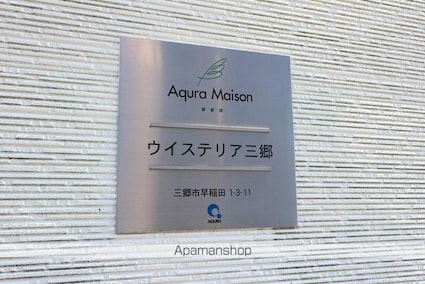 Aqura Maison
ウイステリア三郷
三郷市早稲田 1-3-11
AQURA
Apamanshop